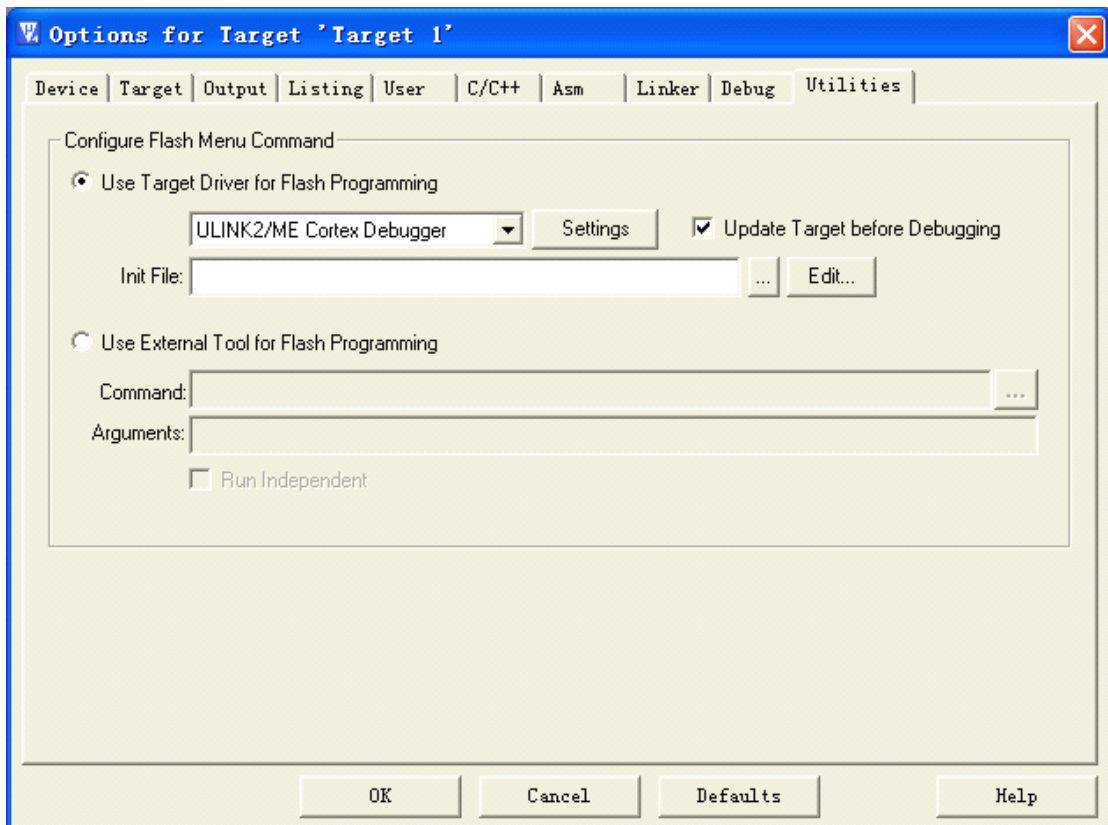 Options for Target 'Target 1'
Device Target Output Listing User C/C++ Asm Linker Debug Utilities
Configure Flash Menu Command
Use Target Driver for Flash Programming
ULINK2/ME Cortex Debugger Settings Update Target before Debugging
Init File: ... Edit...
Use External Tool for Flash Programming
Command: ...
Arguments:
Run Independent
OK Cancel Defaults Help